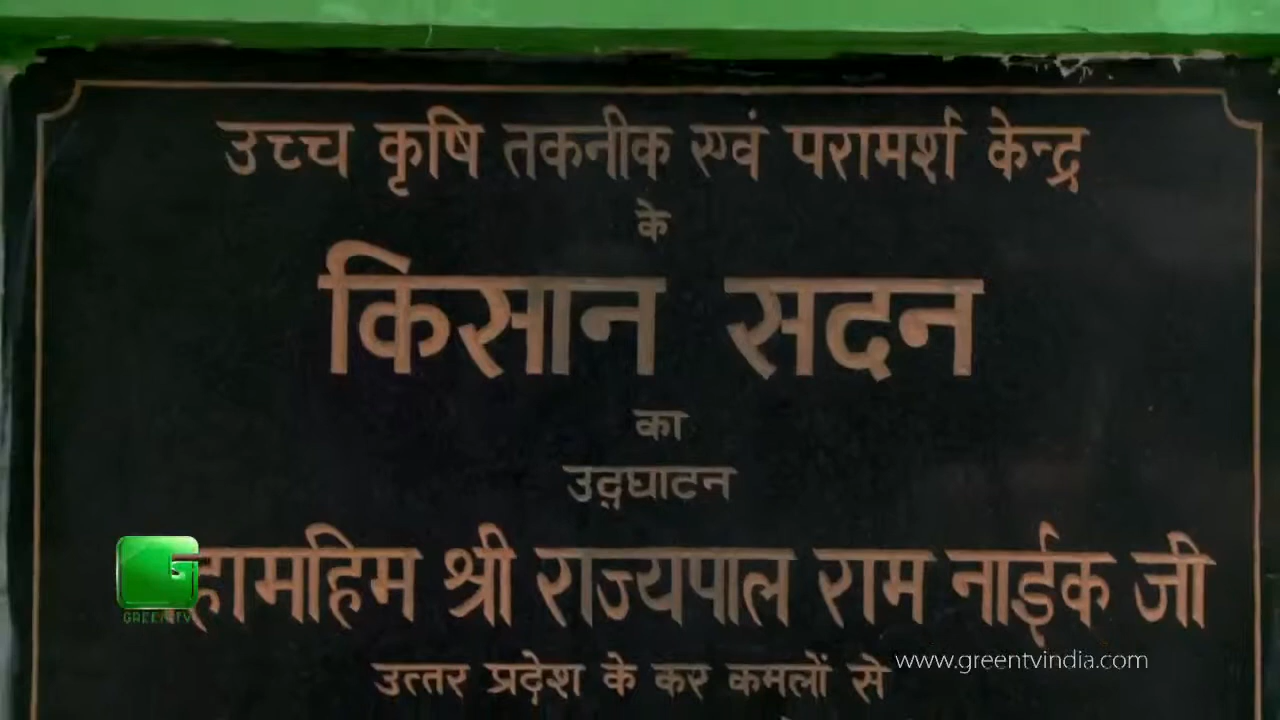 उच्च कृषि तकनीक एवं परामर्श केन्द्र
के
किसान सदन
का
उद्घाटन
हामहिम श्री राज्यपाल राम नाईक जी
GREEN TV
उत्तर प्रदेश के कर कमलों से
www.greentvindia.com